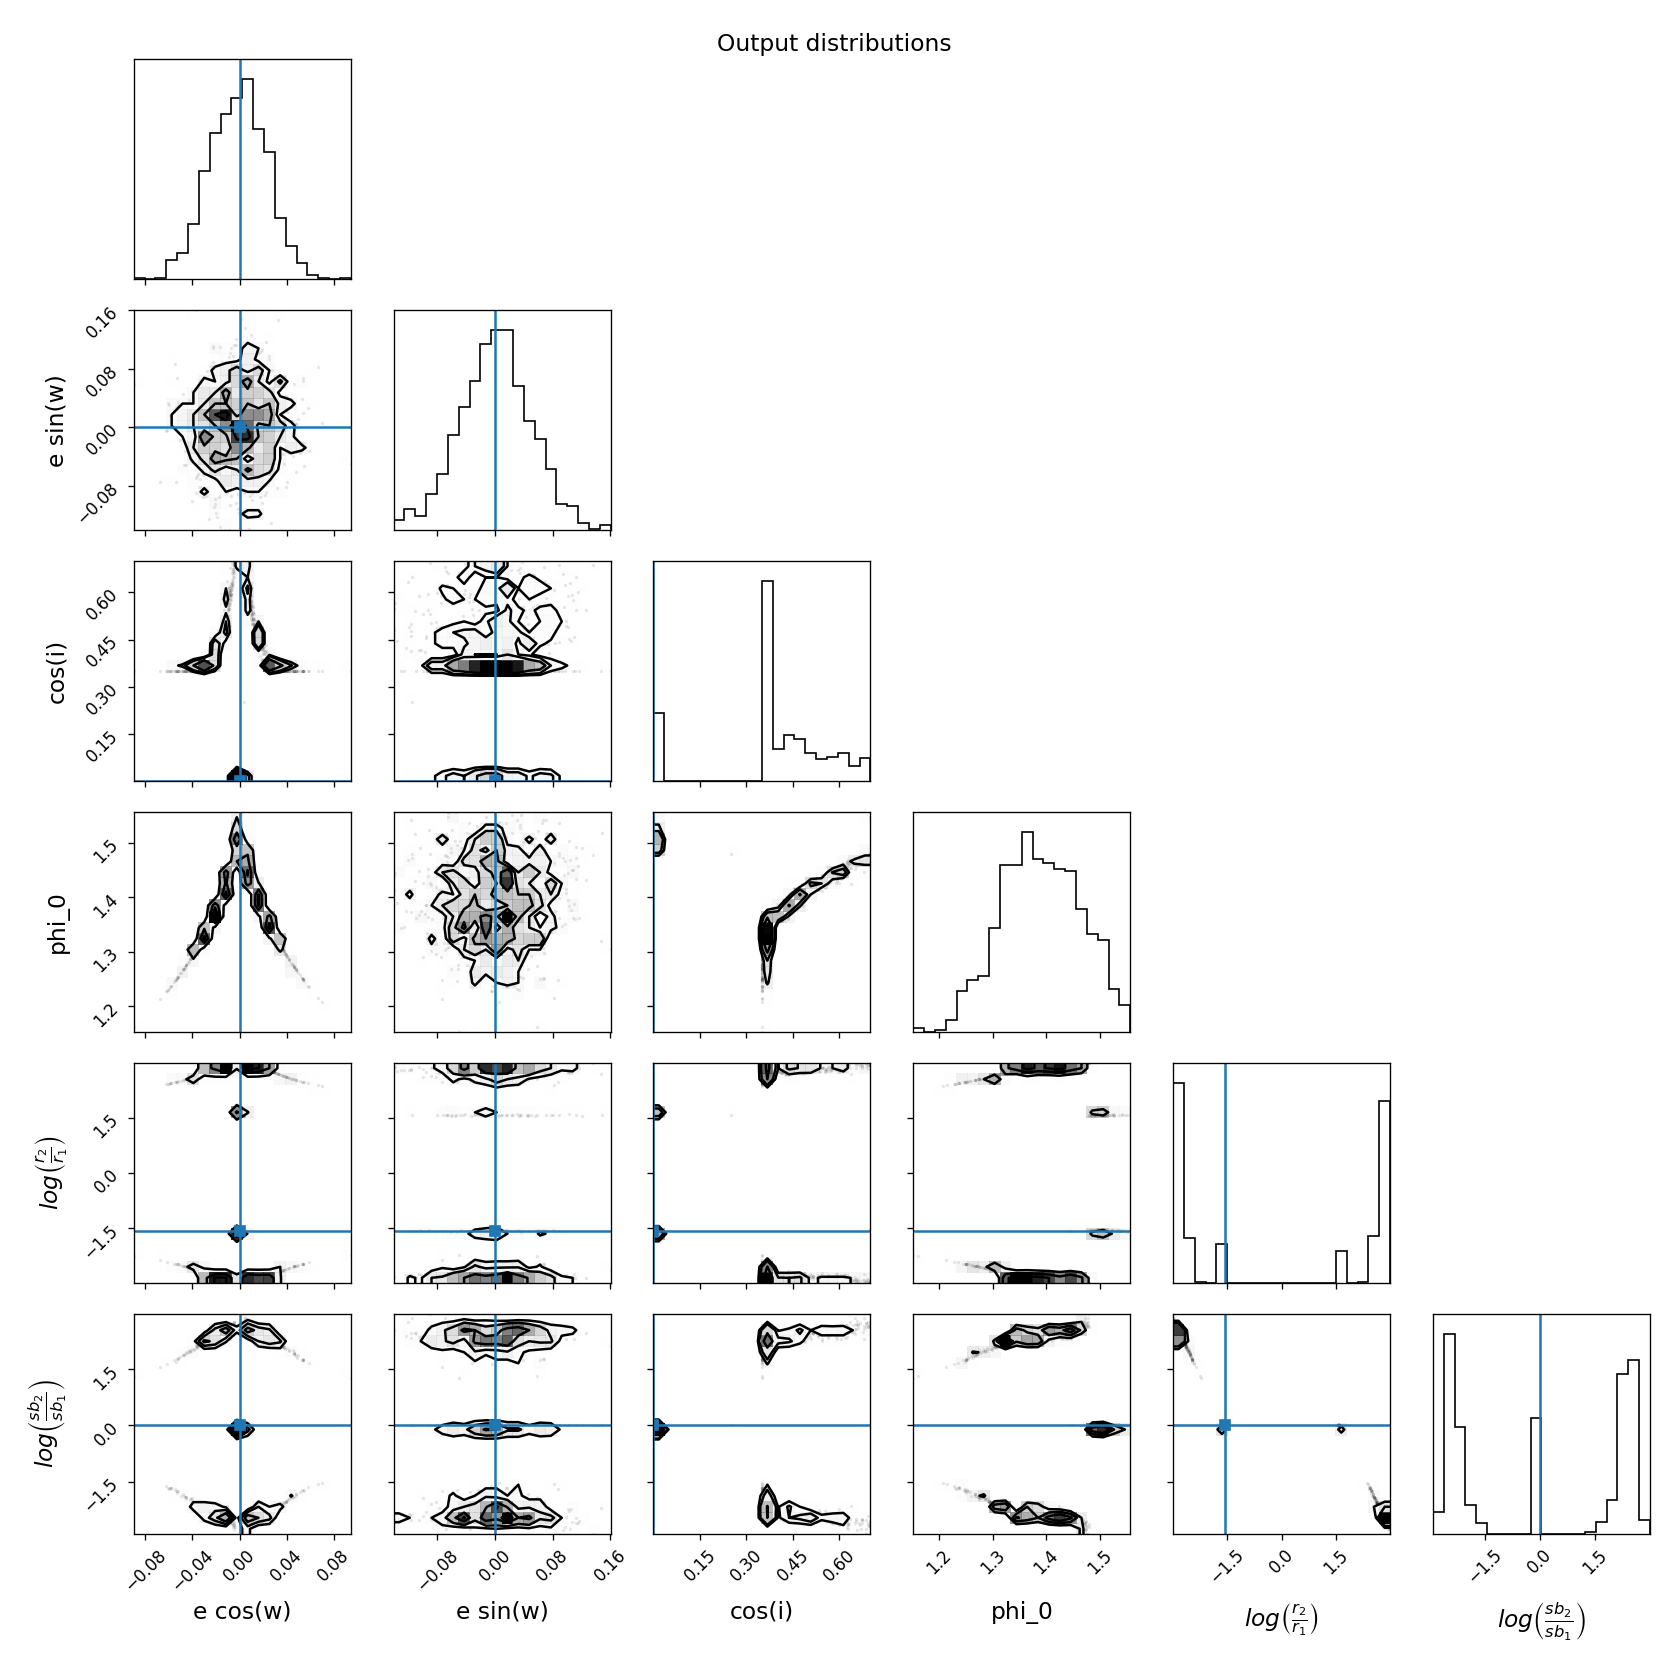 Output distributions
0.16
0.08
0.00
−0.08
e sin(w)
0.60
0.45
0.30
0.15
cos(i)
1.5
1.4
1.3
1.2
phi_0
1.5
0.0
−1.5
log(r₂/r₁)
1.5
0.0
−1.5
log(sb₂/sb₁)
−0.08 −0.04 0.00 0.04 0.08
−0.08 0.00 0.08 0.16
0.15 0.30 0.45 0.60
1.2 1.3 1.4 1.5
−1.5 0.0 1.5
−1.5 0.0 1.5
e cos(w)
e sin(w)
cos(i)
phi_0
log(r₂/r₁)
log(sb₂/sb₁)